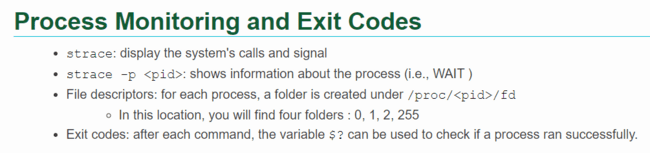 Process Monitoring and Exit Codes
• strace: display the system's calls and signal
• strace -p <pid>: shows information about the process (i.e., WAIT )
• File descriptors: for each process, a folder is created under /proc/<pid>/fd
◦ In this location, you will find four folders : 0, 1, 2, 255
• Exit codes: after each command, the variable $? can be used to check if a process ran successfully.